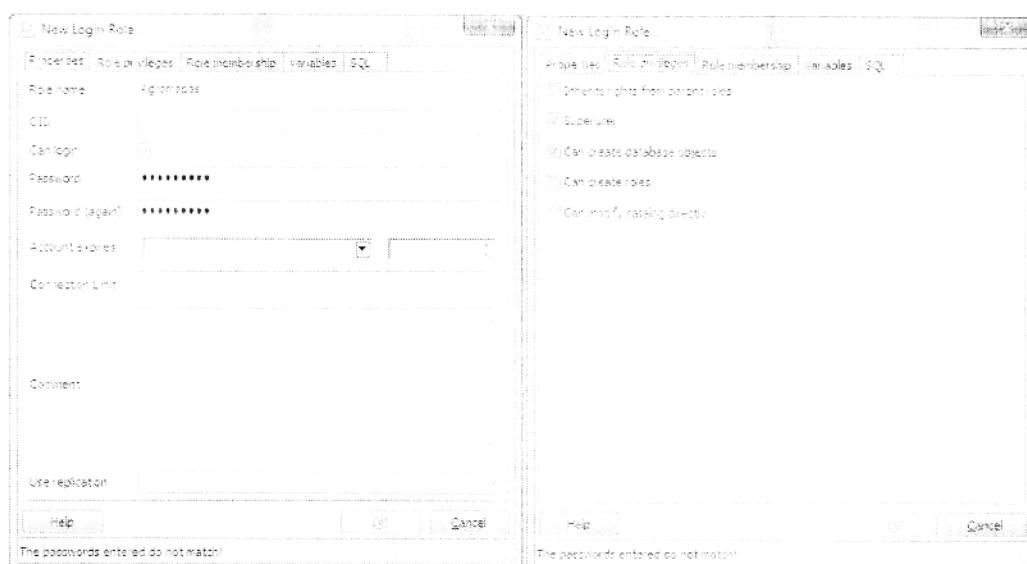 New Login Role...
Properties Role privileges Role membership Variables SQL
Role name Agromapas
OID
Can login
Password
Password (again)
Account expires
Connection Limit
Comment
Use replication
Help OK Cancel
The passwords entered do not match!
New Login Role...
Properties Role privileges Role membership Variables SQL
Inherits rights from parent roles
Superuser
Can create database objects
Can create roles
Can modify catalog directly
Help OK Cancel
The passwords entered do not match!